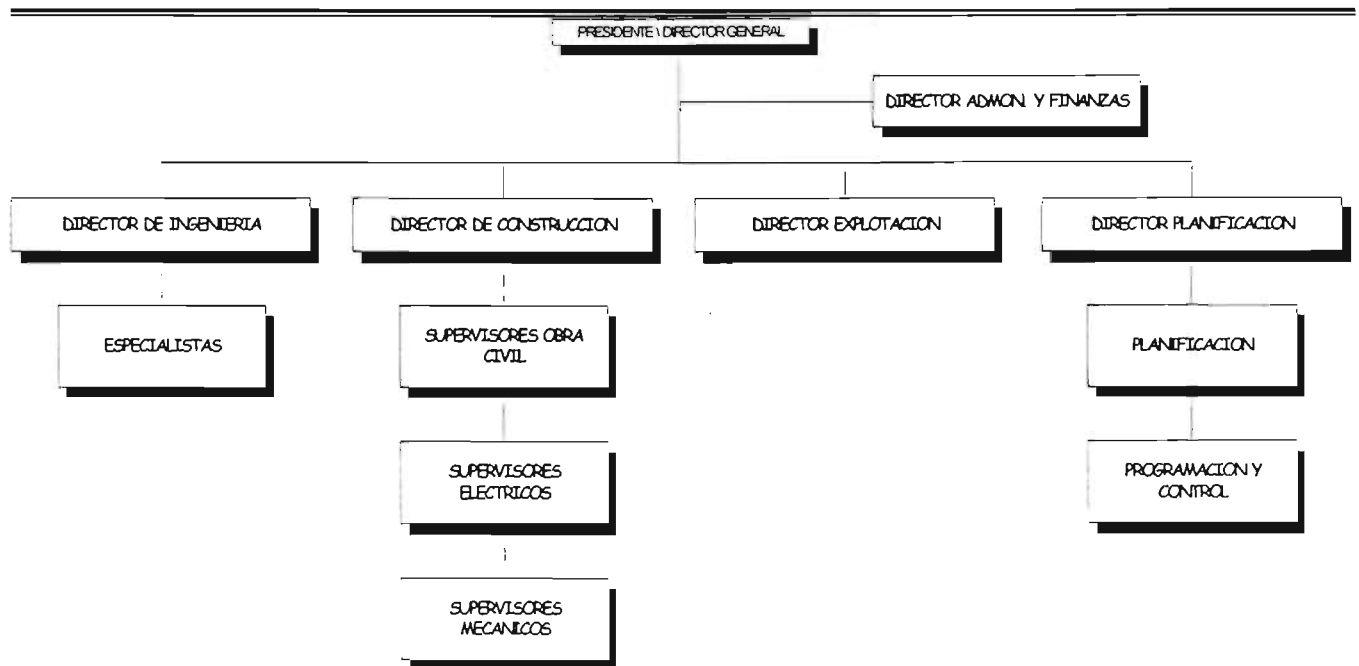 PRESIDENTE \ DIRECTOR GENERAL
DIRECTOR ADMON. Y FINANZAS
DIRECTOR DE INGENIERIA
DIRECTOR DE CONSTRUCCION
DIRECTOR EXPLOTACION
DIRECTOR PLANIFICACION
ESPECIALISTAS
SUPERVISORES OBRA
CIVIL
PLANIFICACION
SUPERVISORES
ELECTRICOS
PROGRAMACION Y
CONTROL
SUPERVISORES
MECANICOS